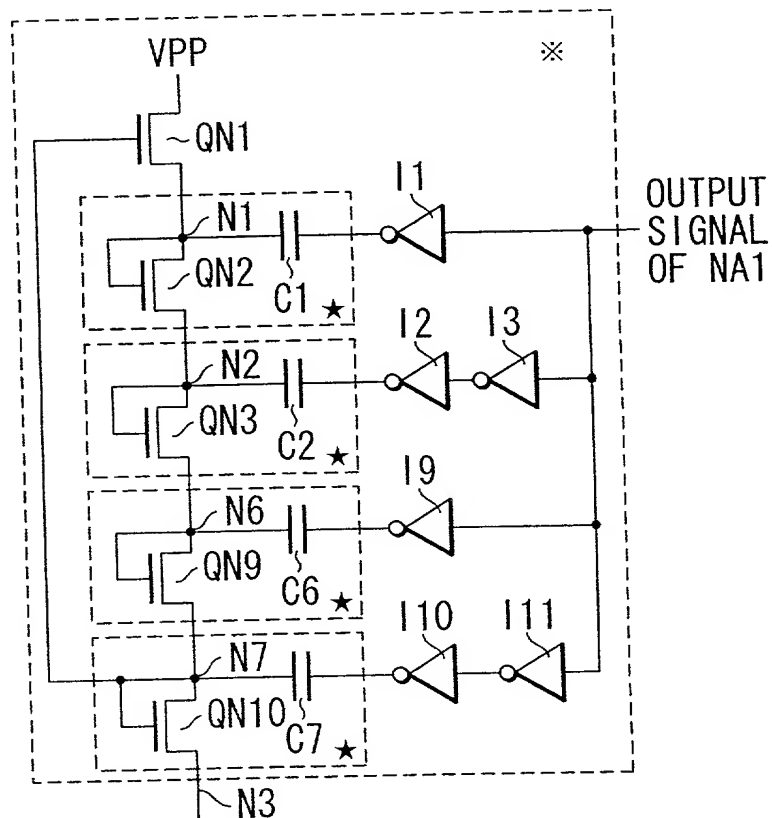 VPP
※
QN1
I1
OUTPUT
SIGNAL
OF NA1
N1
QN2
C1
★
I2
I3
N2
QN3
C2
★
I9
N6
QN9
C6
★
I10
I11
N7
QN10
C7
★
N3